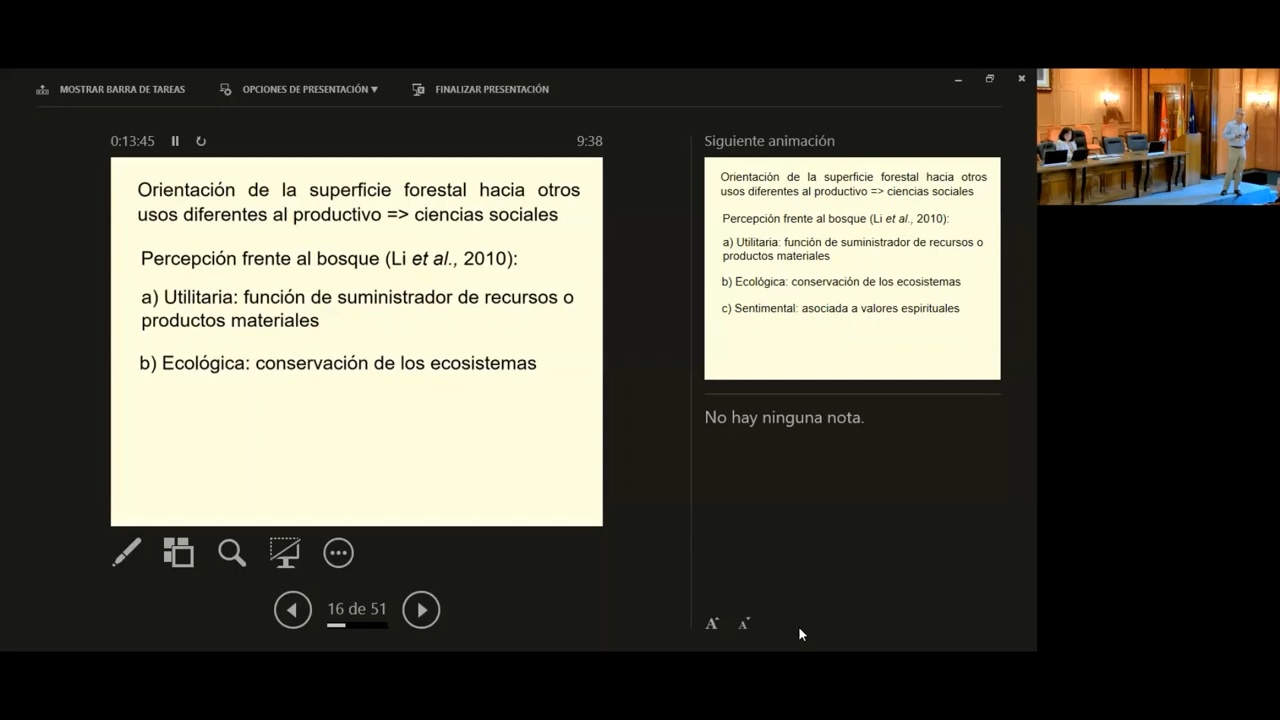 MOSTRAR BARRA DE TAREAS
OPCIONES DE PRESENTACIÓN ▼
FINALIZAR PRESENTACIÓN
0:13:45
9:38
Orientación de la superficie forestal hacia otros
usos diferentes al productivo => ciencias sociales
Percepción frente al bosque (Li et al., 2010):
a) Utilitaria: función de suministrador de recursos o
productos materiales
b) Ecológica: conservación de los ecosistemas
16 de 51
Siguiente animación
Orientación de la superficie forestal hacia otros
usos diferentes al productivo => ciencias sociales
Percepción frente al bosque (Li et al., 2010):
a) Utilitaria: función de suministrador de recursos o
productos materiales
b) Ecológica: conservación de los ecosistemas
c) Sentimental: asociada a valores espirituales
No hay ninguna nota.
A A